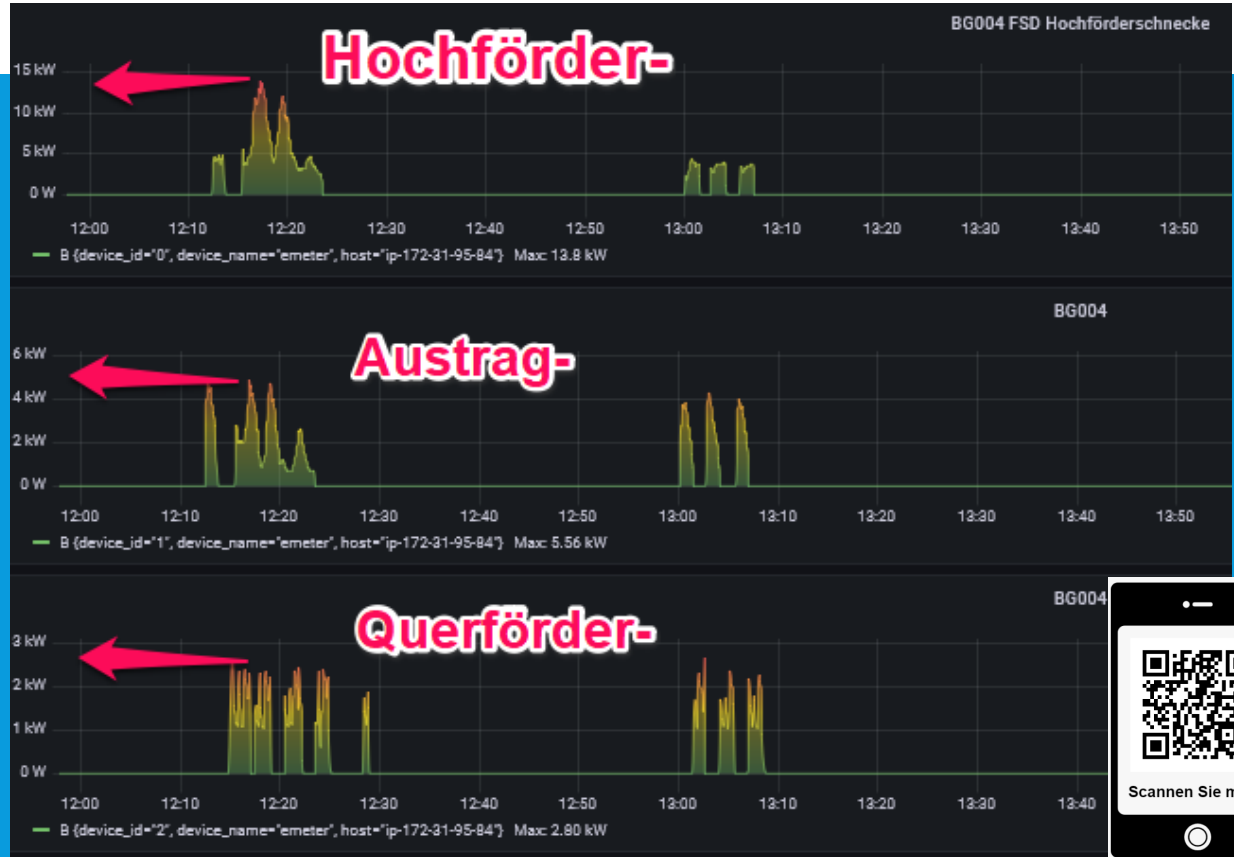 BG004 FSD Hochförderschnecke
Hochförder-
15 kW
10 kW
5 kW
0 W
12:00 12:10 12:20 12:30 12:40 12:50 13:00 13:10 13:20 13:30 13:40 13:50
B {device_id="0", device_name="emeter", host="ip-172-31-95-84"} Max: 13.8 kW
BG004
Austrag-
6 kW
4 kW
2 kW
0 W
12:00 12:10 12:20 12:30 12:40 12:50 13:00 13:10 13:20 13:30 13:40 13:50
B {device_id="1", device_name="emeter", host="ip-172-31-95-84"} Max: 5.56 kW
BG004
Querförder-
3 kW
2 kW
1 kW
0 W
12:00 12:10 12:20 12:30 12:40 12:50 13:00 13:10 13:20 13:30 13:40
B {device_id="2", device_name="emeter", host="ip-172-31-95-84"} Max: 2.80 kW
Scannen Sie